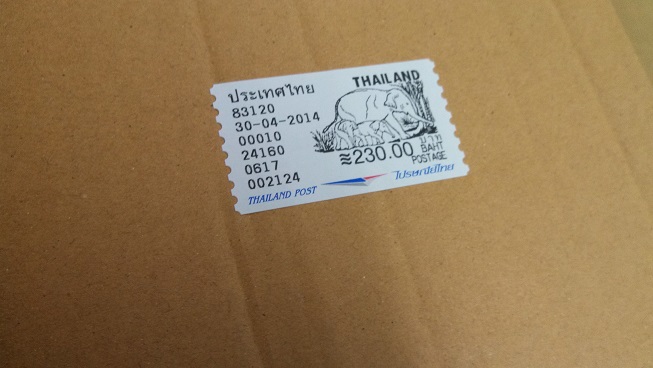 ประเทศไทย
83120
30-04-2014
00010
24160
0617
002124
THAILAND
≋230.00
บาท
BAHT
POSTAGE
THAILAND POST
ไปรษณีย์ไทย